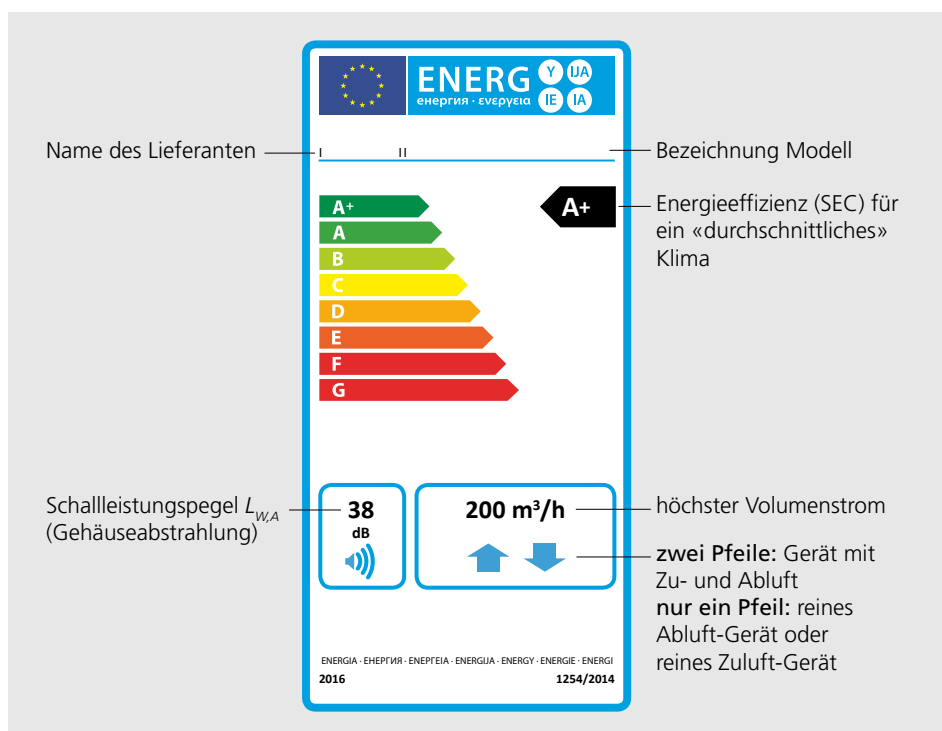 ENERG Y IJA
енергия · ενεργεια IE IA
Name des Lieferanten
I II
Bezeichnung Modell
A+
A
B
C
D
E
F
G
A+
Energieeffizienz (SEC) für
ein «durchschnittliches»
Klima
Schallleistungspegel L W,A
(Gehäuseabstrahlung)
38
dB
200 m³/h
höchster Volumenstrom
zwei Pfeile: Gerät mit
Zu- und Abluft
nur ein Pfeil: reines
Abluft-Gerät oder
reines Zuluft-Gerät
ENERGIA · ЕНЕРГИЯ · ΕΝΕΡΓΕΙΑ · ENERGIJA · ENERGY · ENERGIE · ENERGI
2016 1254/2014